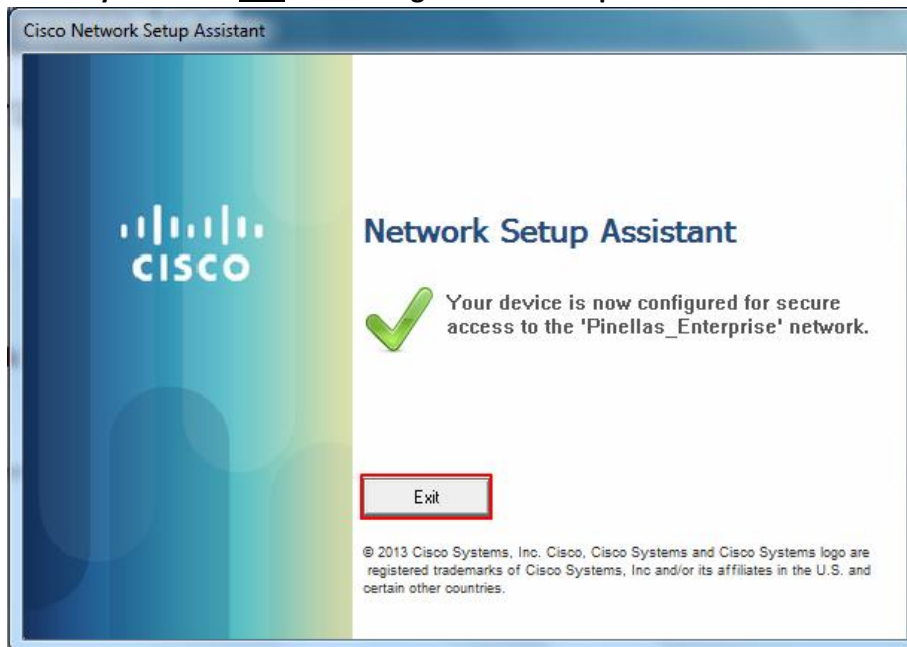 Cisco Network Setup Assistant
CISCO
Network Setup Assistant
Your device is now configured for secure
access to the 'Pinellas_Enterprise' network.
Exit
© 2013 Cisco Systems, Inc. Cisco, Cisco Systems and Cisco Systems logo are
registered trademarks of Cisco Systems, Inc and/or its affiliates in the U.S. and
certain other countries.